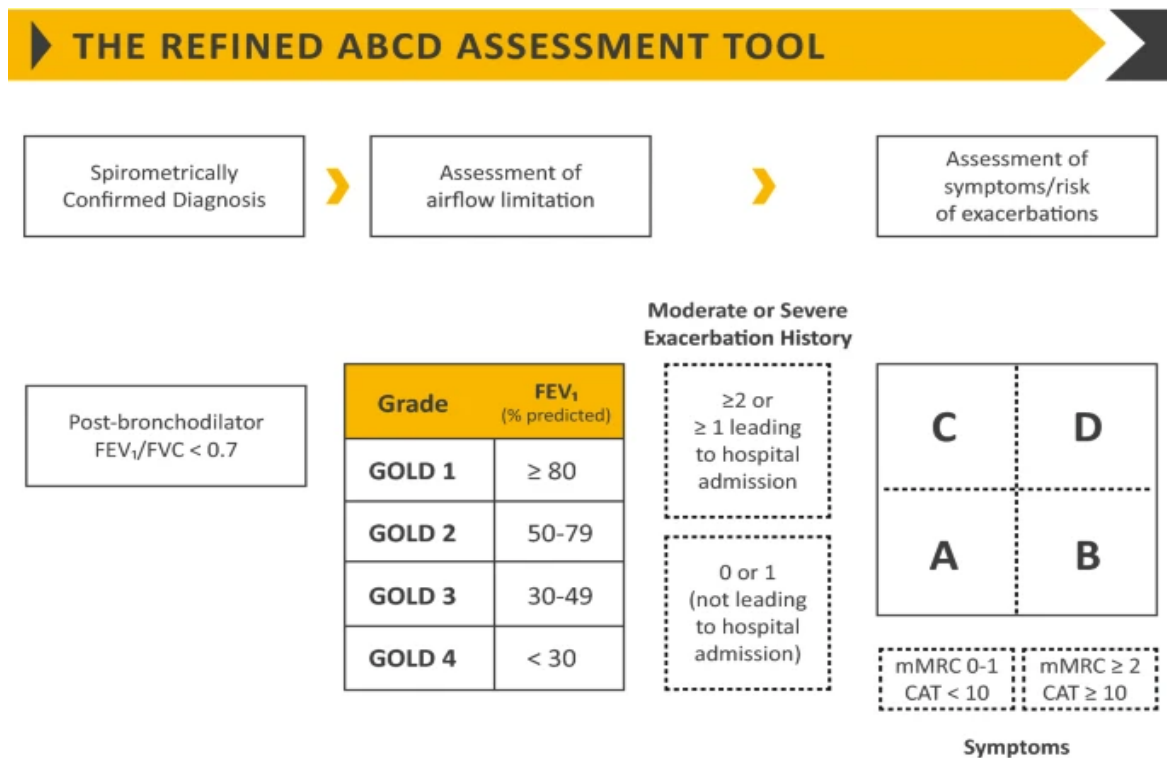 THE REFINED ABCD ASSESSMENT TOOL
Spirometrically
Confirmed Diagnosis
Assessment of
airflow limitation
Assessment of
symptoms/risk
of exacerbations
Post-bronchodilator
FEV₁/FVC < 0.7
Grade
FEV₁
(% predicted)
GOLD 1
≥ 80
GOLD 2
50-79
GOLD 3
30-49
GOLD 4
< 30
Moderate or Severe
Exacerbation History
≥2 or
≥ 1 leading
to hospital
admission
0 or 1
(not leading
to hospital
admission)
C
D
A
B
mMRC 0-1
CAT < 10
mMRC ≥ 2
CAT ≥ 10
Symptoms